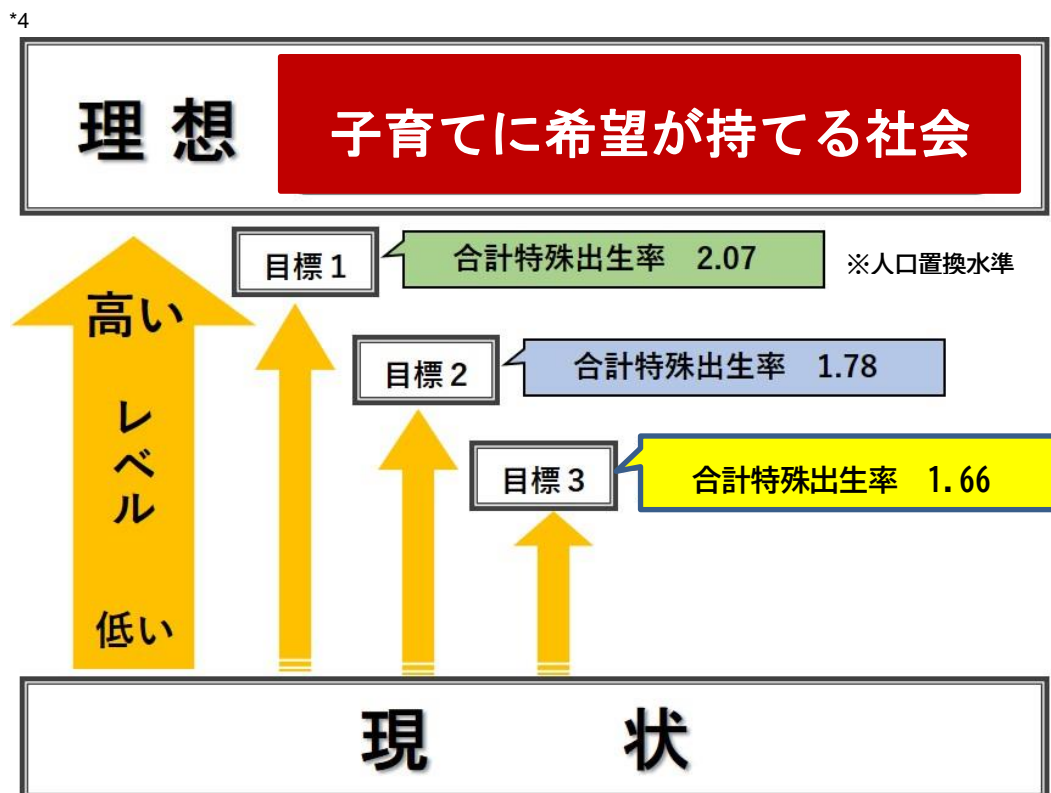 *4
理想 子育てに希望が持てる社会
目標1 合計特殊出生率 2.07 ※人口置換水準
高い
目標2 合計特殊出生率 1.78
レベル
目標3 合計特殊出生率 1.66
低い
現 状